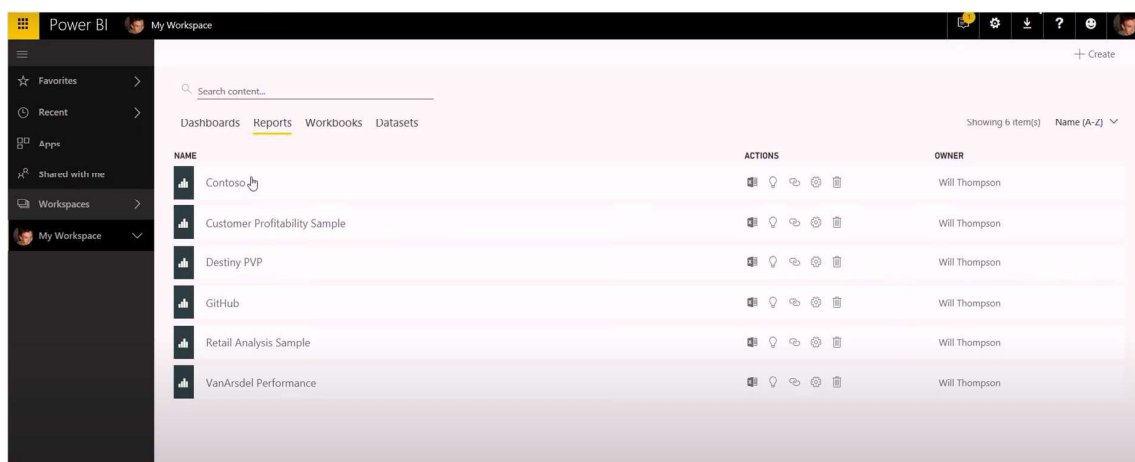 Power BI My Workspace 1 ?
+ Create
Favorites
Recent
Apps
Shared with me
Workspaces
My Workspace
Search content...
Dashboards Reports Workbooks Datasets Showing 6 item(s) Name (A-Z)
NAME ACTIONS OWNER
Contoso Will Thompson
Customer Profitability Sample Will Thompson
Destiny PVP Will Thompson
GitHub Will Thompson
Retail Analysis Sample Will Thompson
VanArsdel Performance Will Thompson